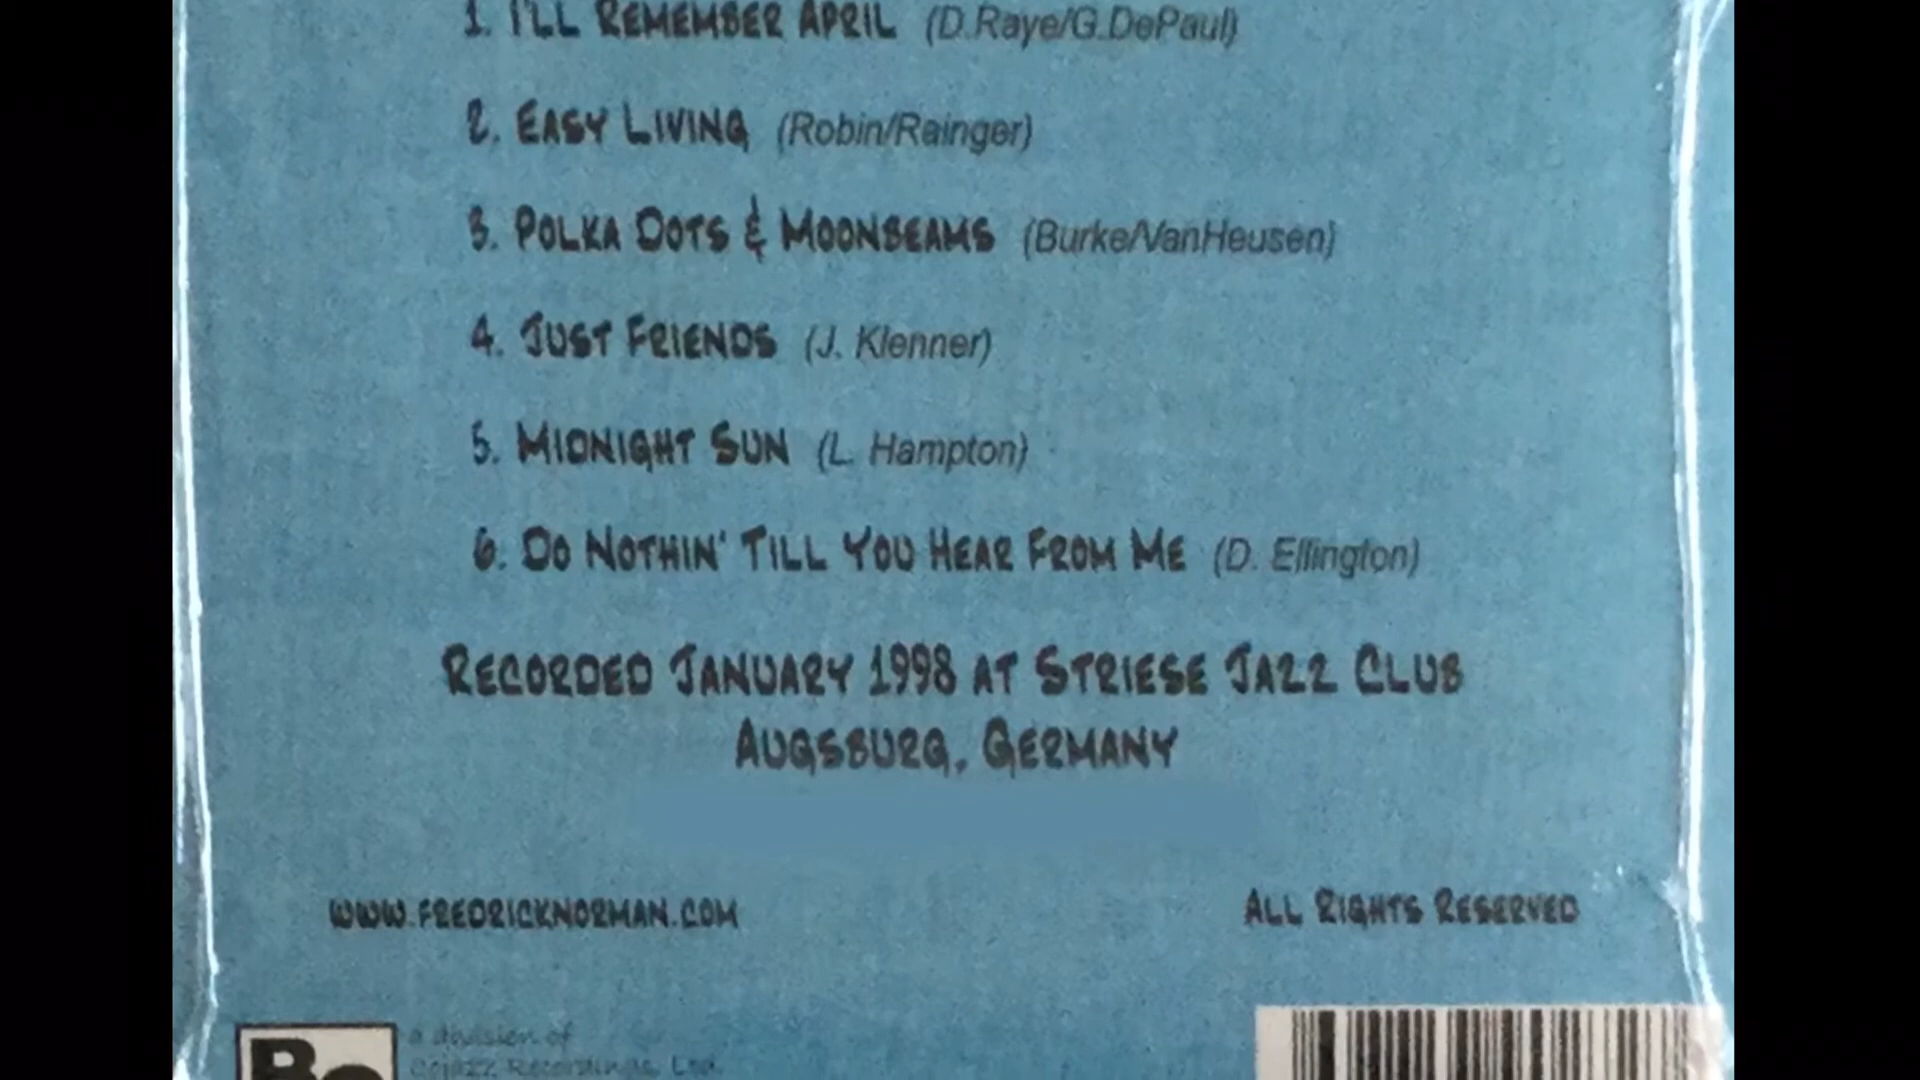 1. I'LL REMEMBER APRIL (D.Raye/G.DePaul)
2. EASY LIVING (Robin/Rainger)
3. POLKA DOTS & MOONBEAMS (Burke/VanHeusen)
4. JUST FRIENDS (J. Klenner)
5. MIDNIGHT SUN (L. Hampton)
6. DO NOTHIN' TILL YOU HEAR FROM ME (D. Ellington)
RECORDED JANUARY 1998 AT STRIESE JAZZ CLUB
AUGSBURG, GERMANY
WWW.FREDRICKNORMAN.COM
ALL RIGHTS RESERVED
a division of
Recordings, Ltd.